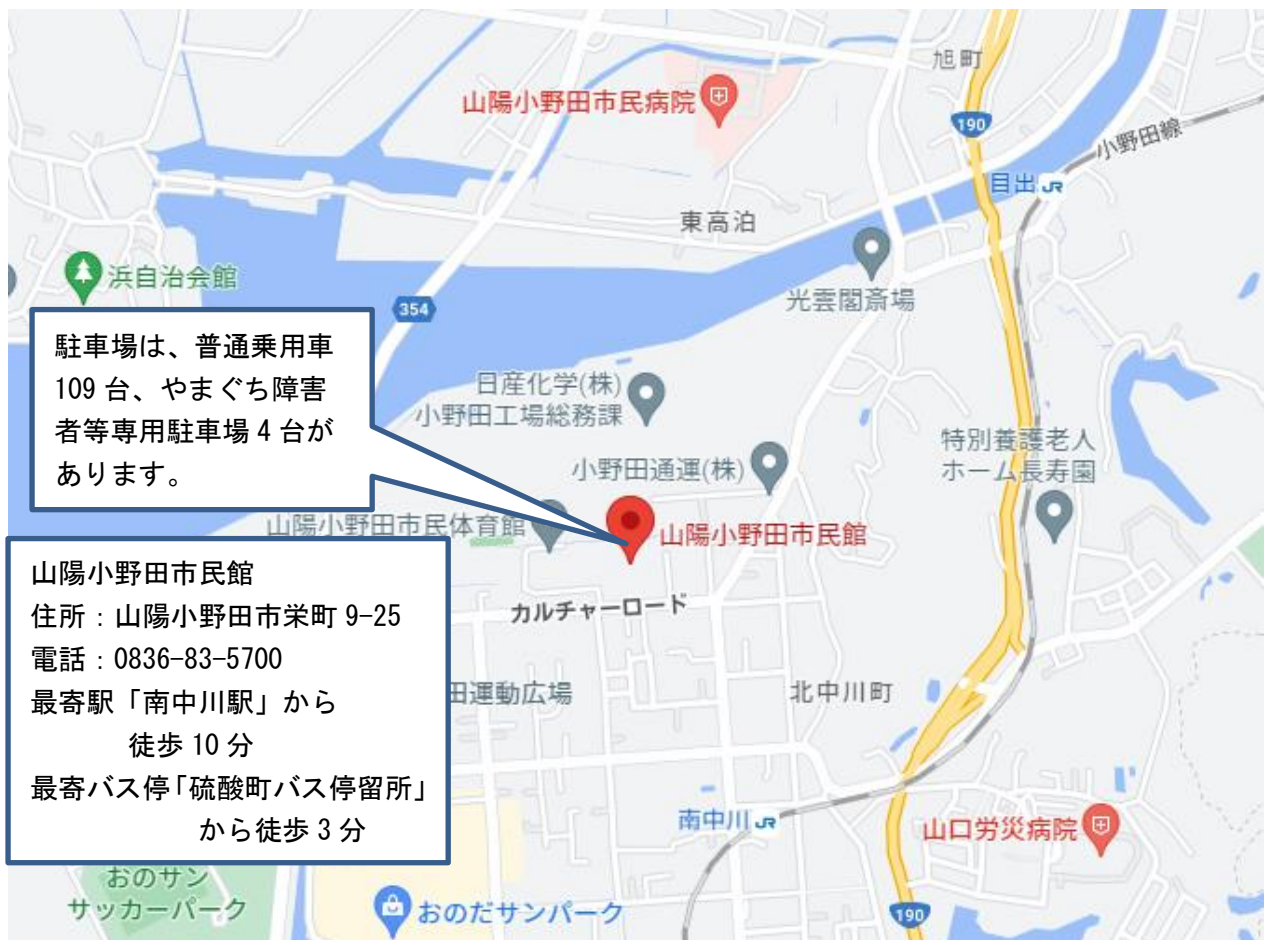 旭町
山陽小野田市民病院
190
小野田線
目出
JR
東高泊
浜自治会館
光雲閣斎場
354
駐車場は、普通乗用車
109台、やまぐち障害
者等専用駐車場4台が
あります。
日産化学(株)
小野田工場総務課
特別養護老人
ホーム長寿園
小野田通運(株)
山陽小野田市民体育館
山陽小野田市民館
カルチャーロード
山陽小野田市民館
住所：山陽小野田市栄町9-25
電話：0836-83-5700
最寄駅「南中川駅」から
徒歩10分
最寄バス停「硫酸町バス停留所」
から徒歩3分
田運動広場
北中川町
南中川
JR
山口労災病院
おのサン
サッカーパーク
おのだサンパーク
190